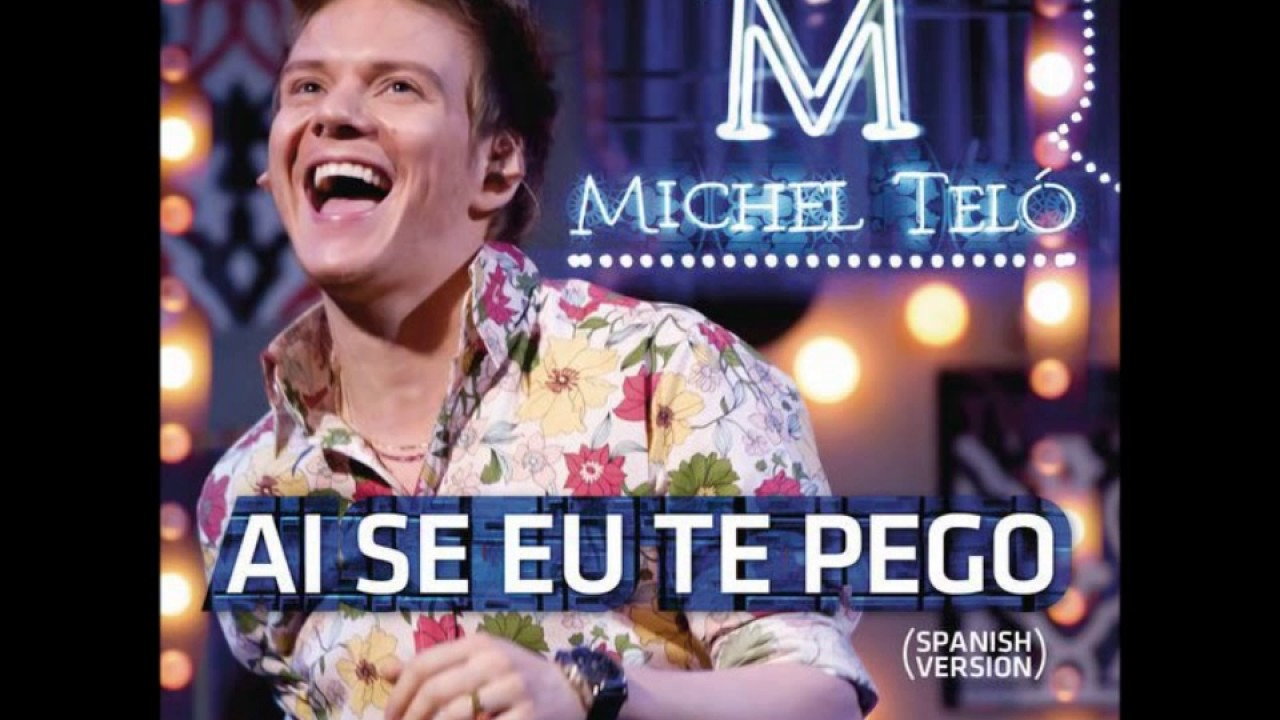 M
MICHEL TELÓ
AI SE EU TE PEGO
(SPANISH
VERSION)